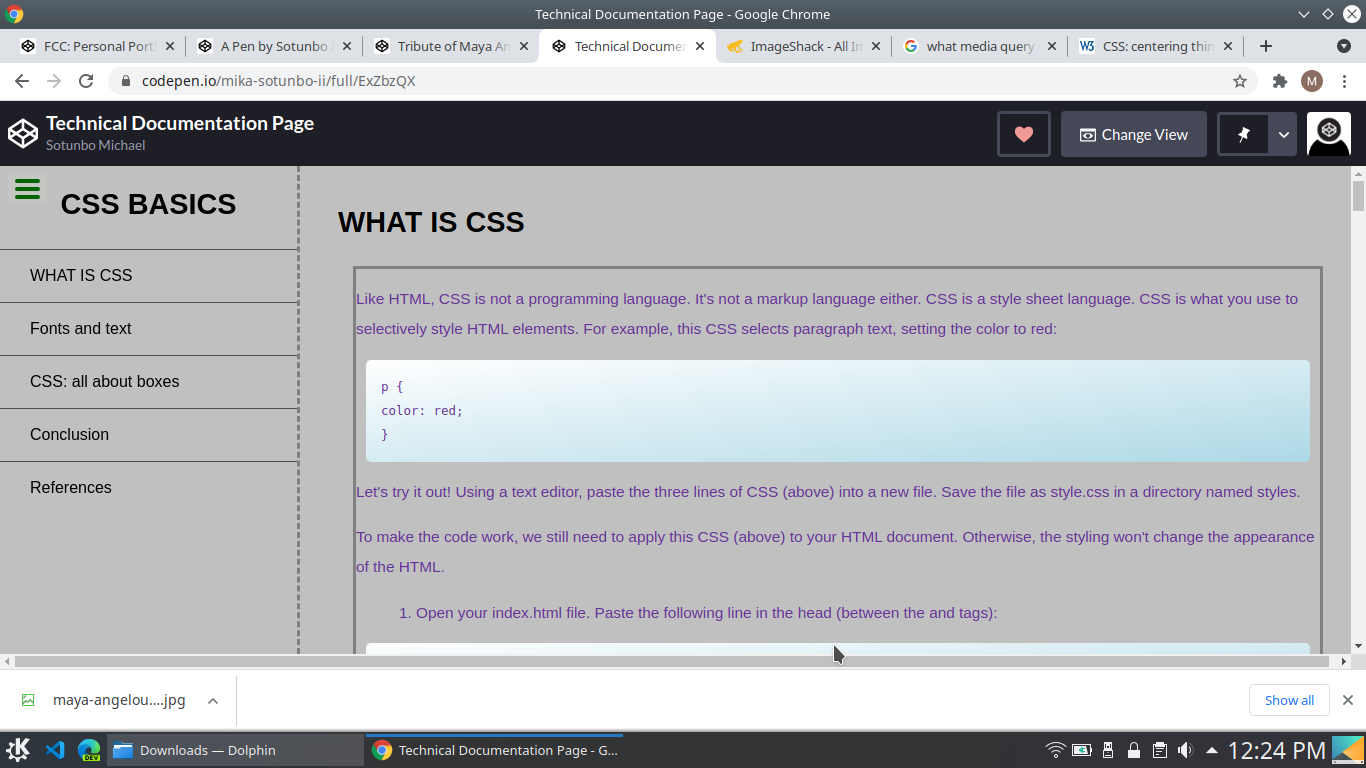 Technical Documentation Page - Google Chrome
FCC: Personal Port
A Pen by Sotunbo
Tribute of Maya An
Technical Documen
ImageShack - All In
what media query
CSS: centering thin
codepen.io/mika-sotunbo-ii/full/ExZbzQX
M
Technical Documentation Page
Sotunbo Michael
Change View
CSS BASICS
WHAT IS CSS
Fonts and text
CSS: all about boxes
Conclusion
References
WHAT IS CSS
Like HTML, CSS is not a programming language. It's not a markup language either. CSS is a style sheet language. CSS is what you use to
selectively style HTML elements. For example, this CSS selects paragraph text, setting the color to red:
p {
color: red;
}
Let's try it out! Using a text editor, paste the three lines of CSS (above) into a new file. Save the file as style.css in a directory named styles.
To make the code work, we still need to apply this CSS (above) to your HTML document. Otherwise, the styling won't change the appearance
of the HTML.
1. Open your index.html file. Paste the following line in the head (between the and tags):
maya-angelou....jpg
Show all
DEV
Downloads — Dolphin
Technical Documentation Page - G...
12:24 PM